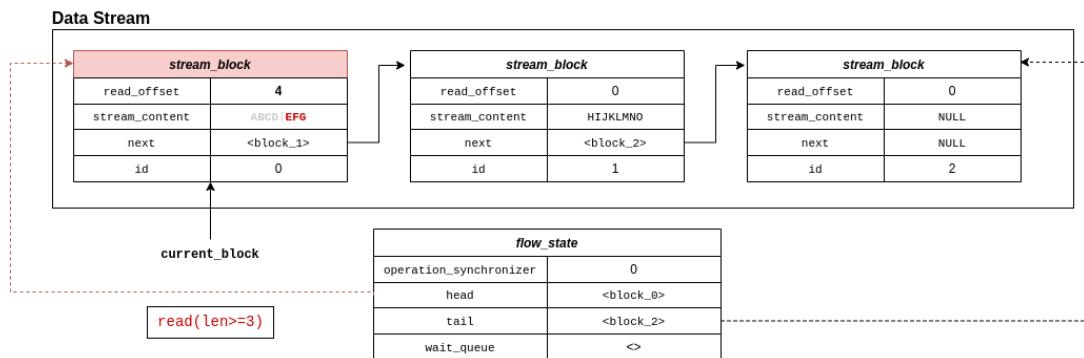 Data Stream
stream_block stream_block stream_block
read_offset 4 read_offset 0 read_offset 0
stream_content ABCD|EFG stream_content HIJKLMNO stream_content NULL
next <block_1> next <block_2> next NULL
id 0 id 1 id 2
current_block
flow_state
operation_synchronizer 0
head <block_0>
read(len>=3)
tail <block_2>
wait_queue <>